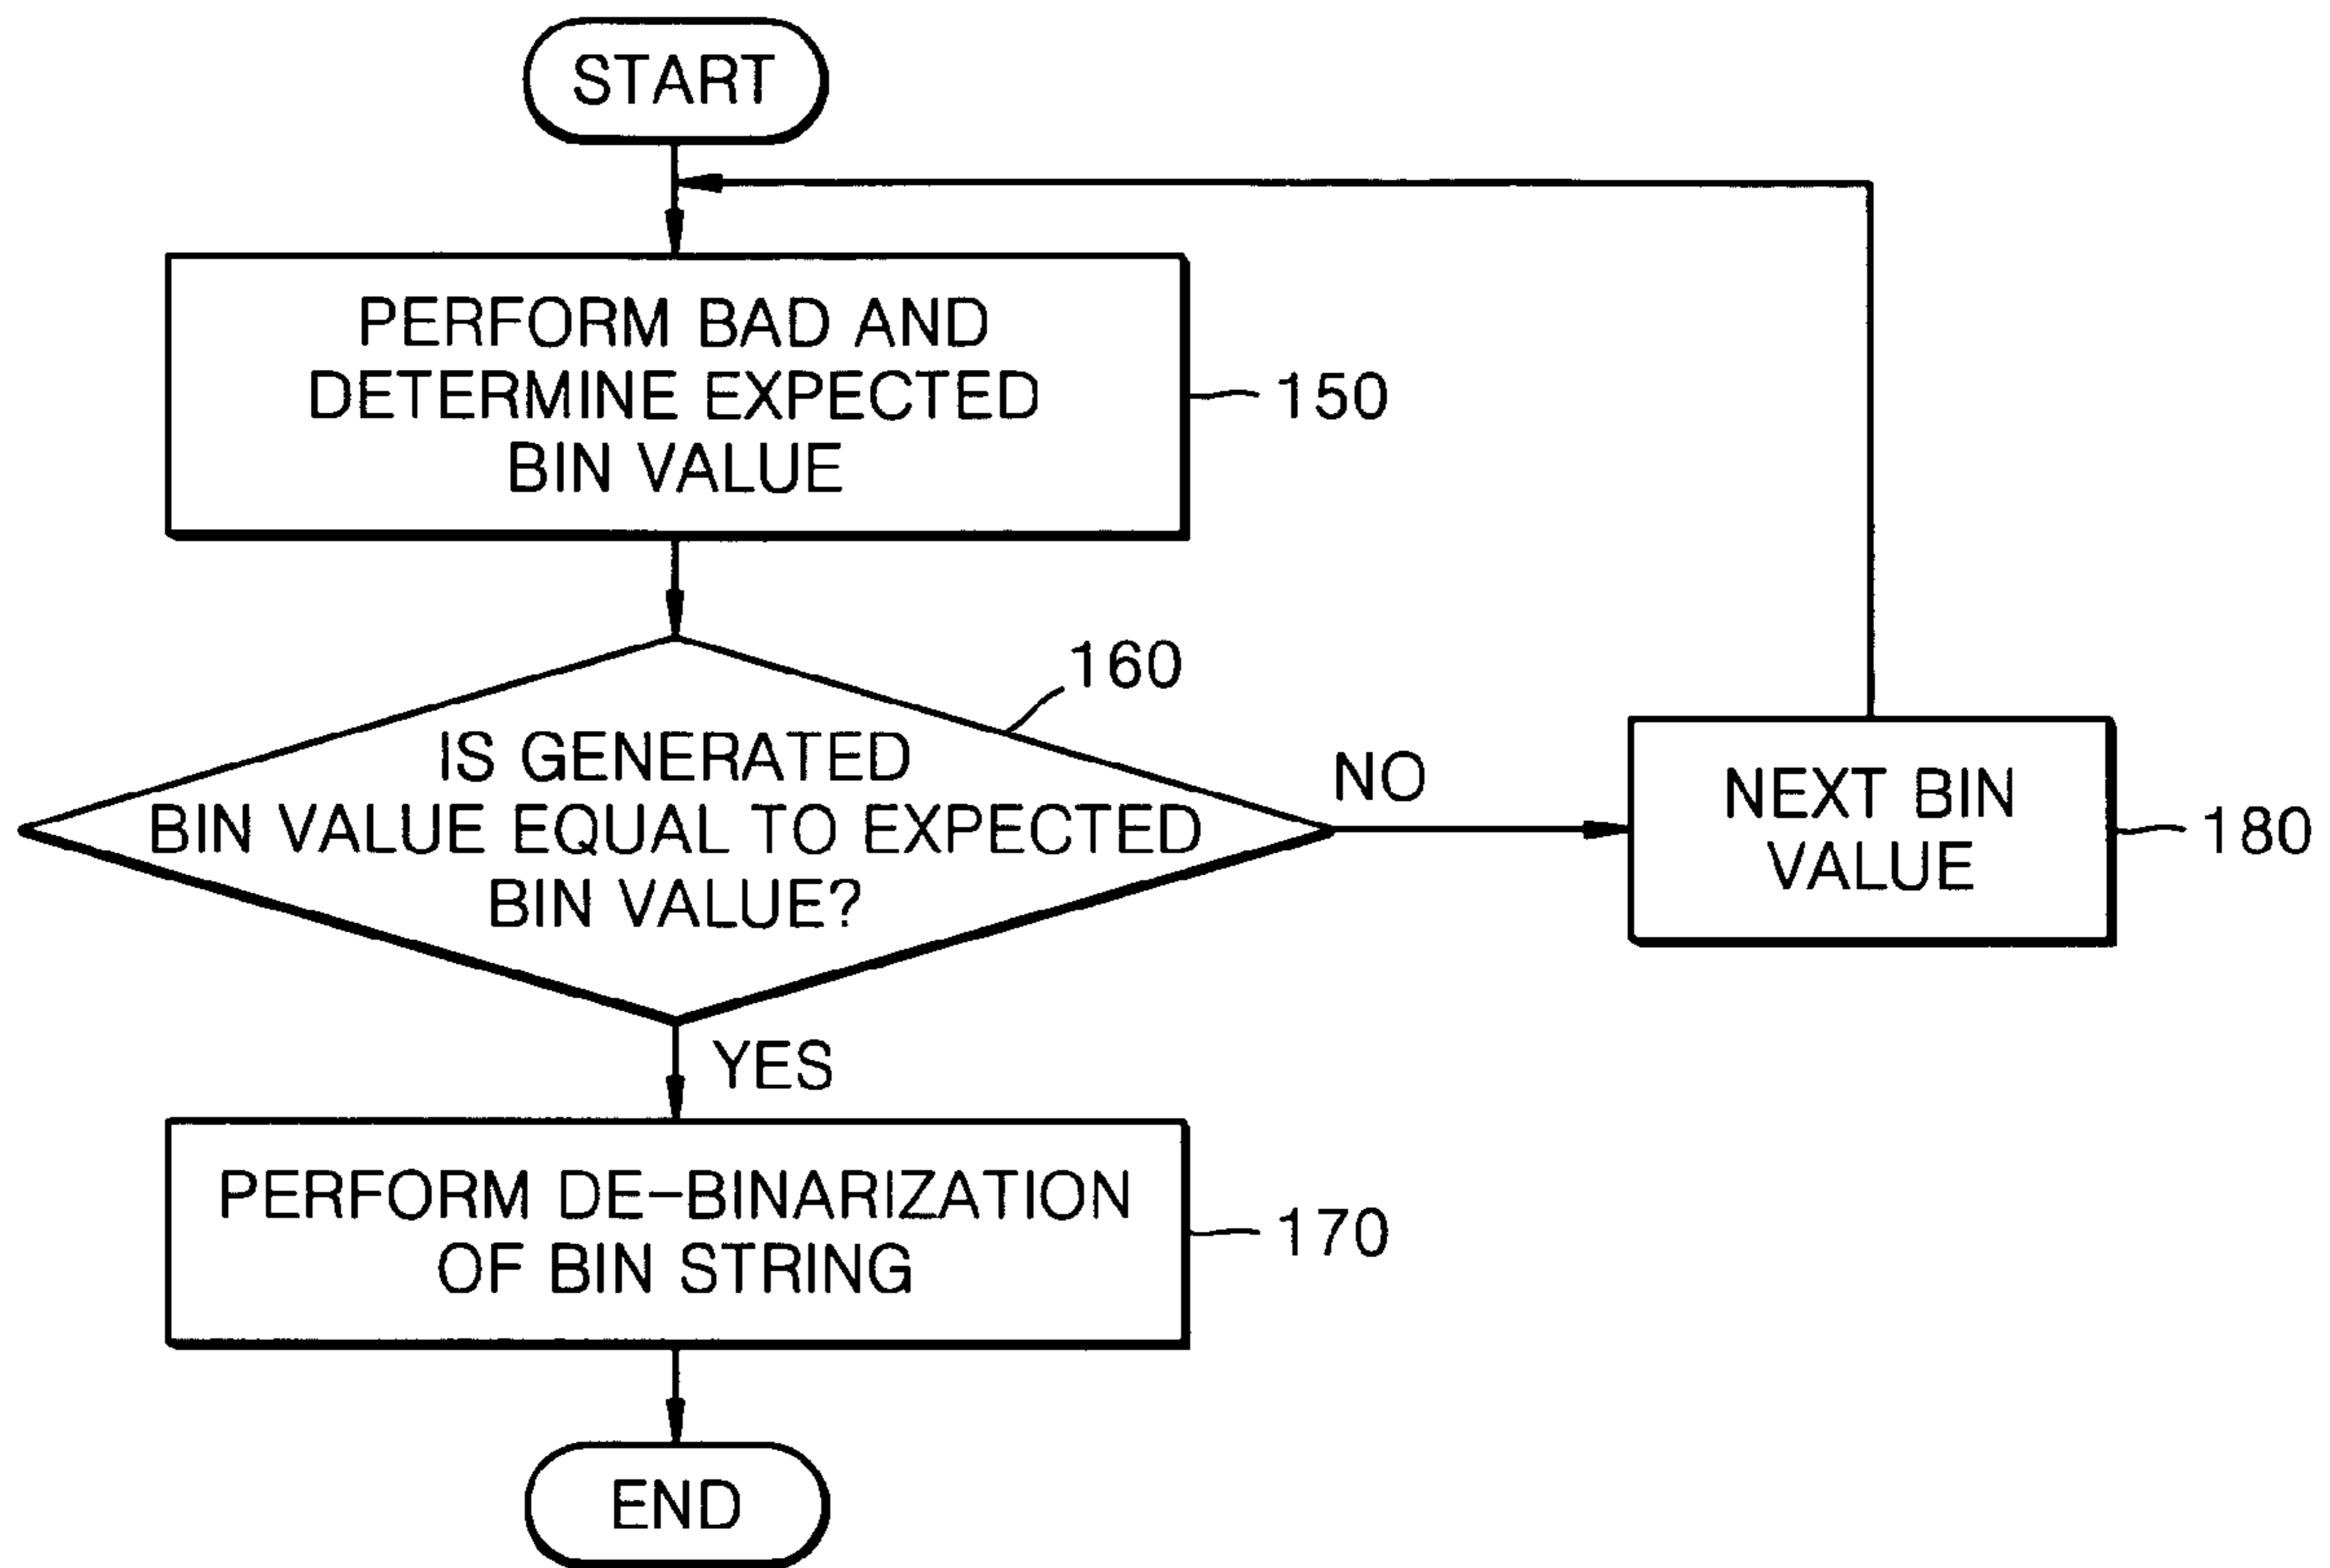 START
PERFORM BAD AND
DETERMINE EXPECTED
BIN VALUE
150
160
IS GENERATED
BIN VALUE EQUAL TO EXPECTED
BIN VALUE?
NO
NEXT BIN
VALUE
180
YES
PERFORM DE-BINARIZATION
OF BIN STRING
170
END